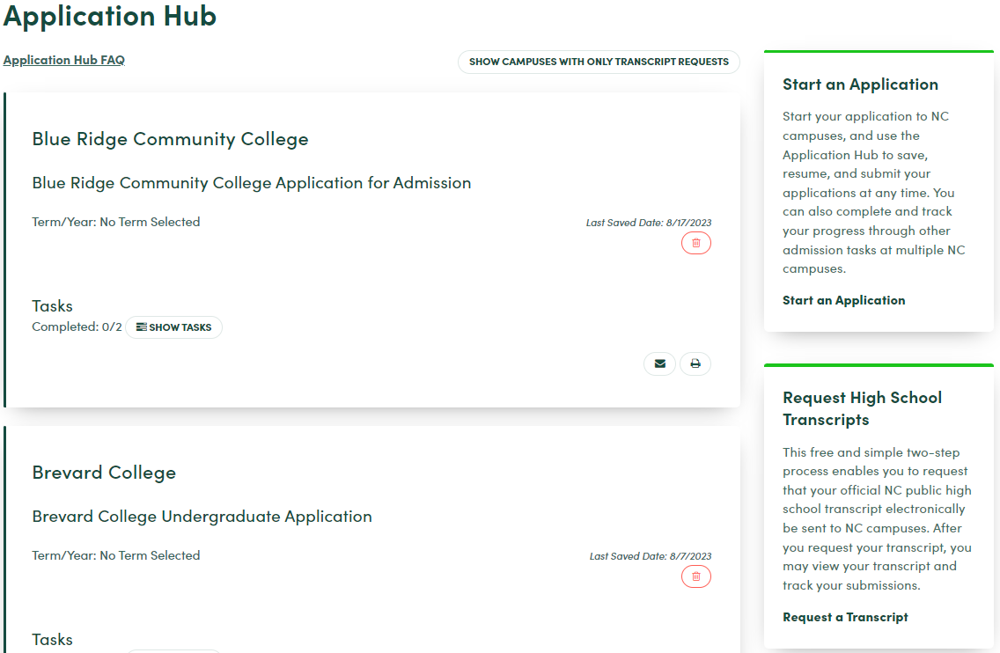 Application Hub
Application Hub FAQ
SHOW CAMPUSES WITH ONLY TRANSCRIPT REQUESTS
Blue Ridge Community College
Blue Ridge Community College Application for Admission
Term/Year: No Term Selected
Last Saved Date: 8/17/2023
Tasks
Completed: 0/2 SHOW TASKS
Brevard College
Brevard College Undergraduate Application
Term/Year: No Term Selected
Last Saved Date: 8/7/2023
Tasks
Start an Application
Start your application to NC
campuses, and use the
Application Hub to save,
resume, and submit your
applications at any time. You
can also complete and track
your progress through other
admission tasks at multiple NC
campuses.
Start an Application
Request High School
Transcripts
This free and simple two-step
process enables you to request
that your official NC public high
school transcript electronically
be sent to NC campuses. After
you request your transcript, you
may view your transcript and
track your submissions.
Request a Transcript